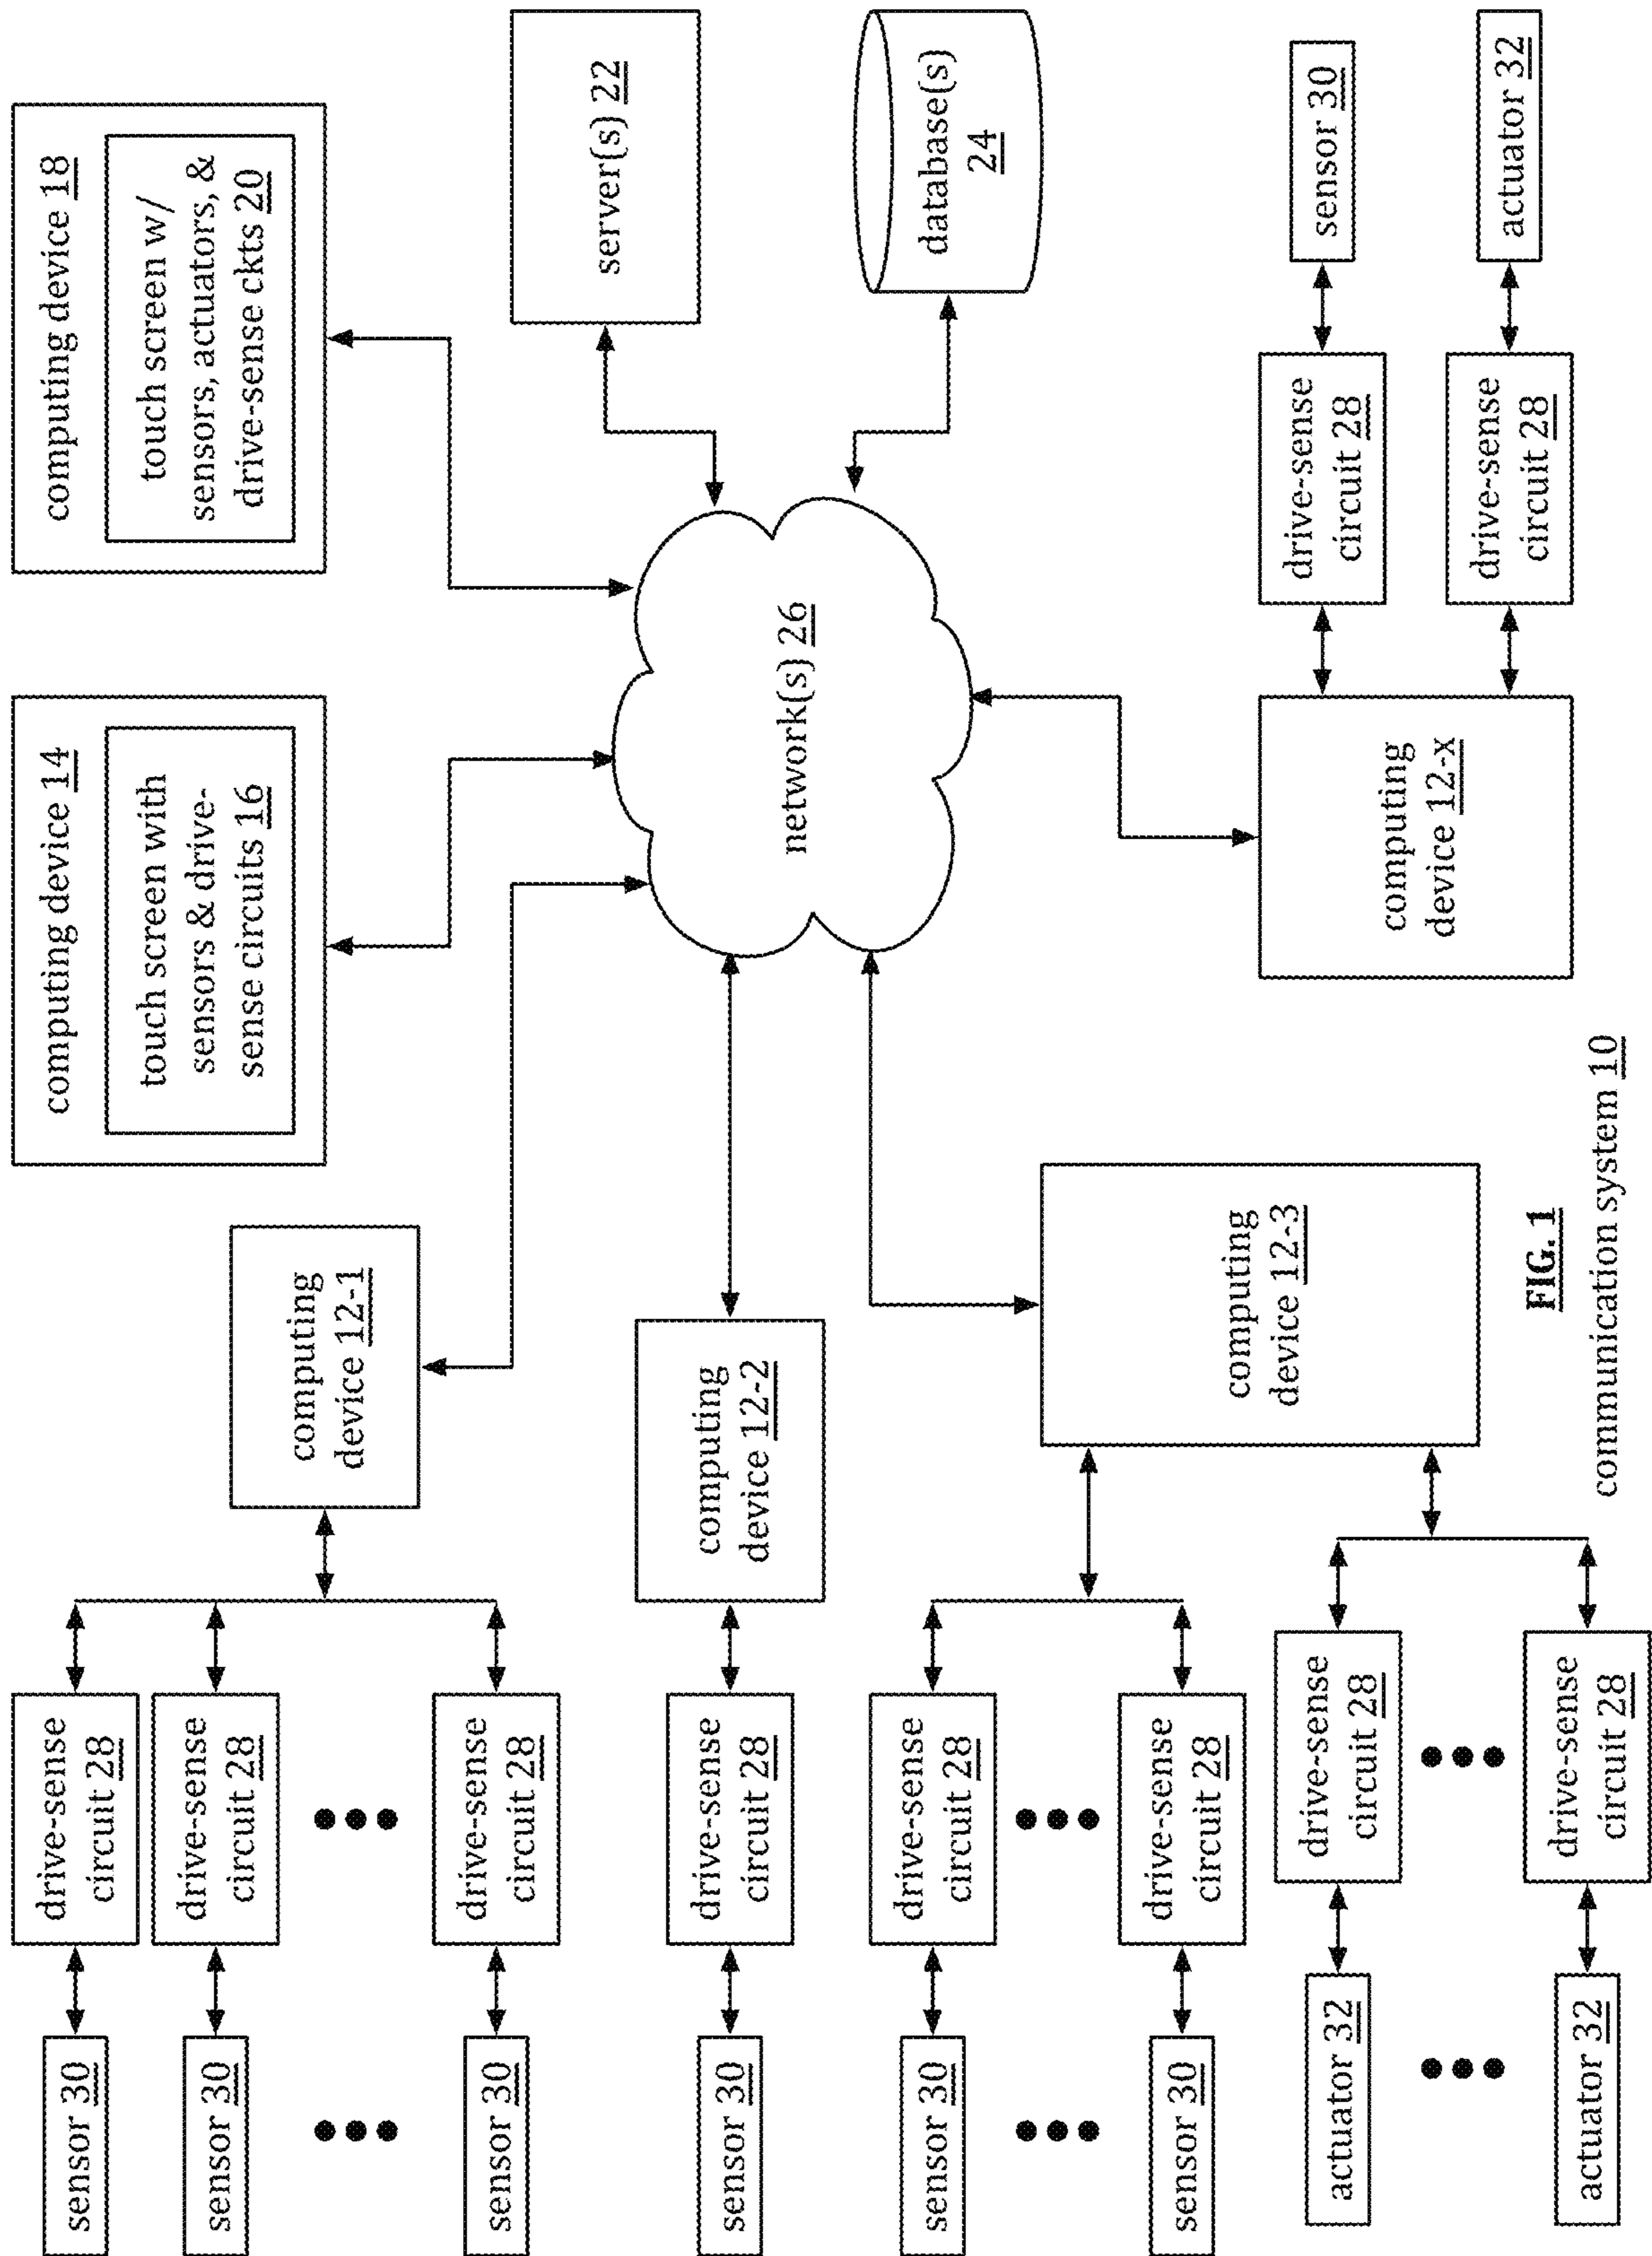 computing device 14
touch screen with
sensors & drive-
sense circuits 16
computing device 18
touch screen w/
sensors, actuators, &
drive-sense ckts 20
sensor 30
drive-sense
circuit 28
sensor 30
drive-sense
circuit 28
sensor 30
drive-sense
circuit 28
computing
device 12-1
server(s) 22
sensor 30
drive-sense
circuit 28
computing
device 12-2
network(s) 26
database(s)
24
sensor 30
drive-sense
circuit 28
sensor 30
drive-sense
circuit 28
computing
device 12-3
actuator 32
drive-sense
circuit 28
actuator 32
drive-sense
circuit 28
computing
device 12-x
drive-sense
circuit 28
sensor 30
drive-sense
circuit 28
actuator 32
FIG. 1
communication system 10